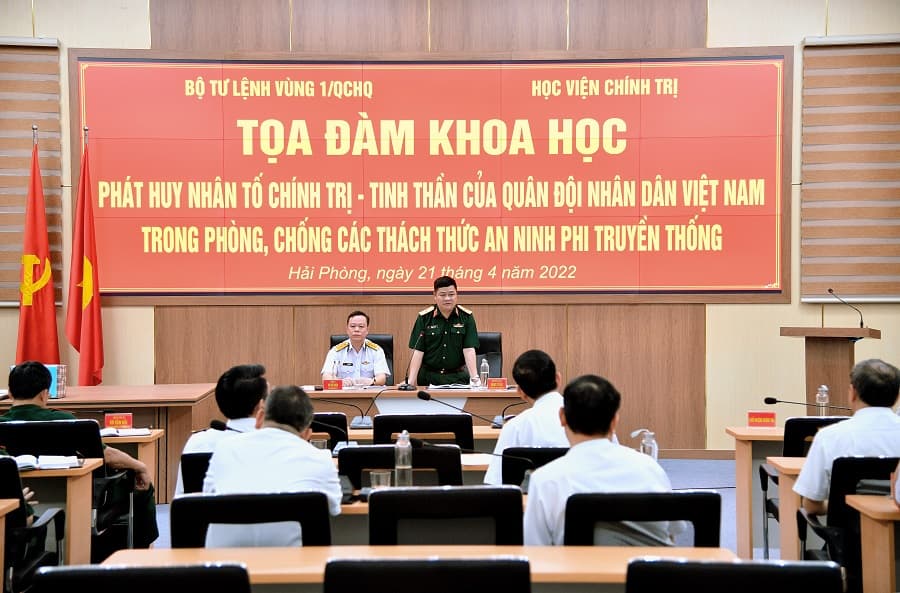 BỘ TƯ LỆNH VÙNG 1/QCHQ
HỌC VIỆN CHÍNH TRỊ
TỌA ĐÀM KHOA HỌC
PHÁT HUY NHÂN TỐ CHÍNH TRỊ - TINH THẦN CỦA QUÂN ĐỘI NHÂN DÂN VIỆT NAM
TRONG PHÒNG, CHỐNG CÁC THÁCH THỨC AN NINH PHI TRUYỀN THỐNG
Hải Phòng, ngày 21 tháng 4 năm 2022